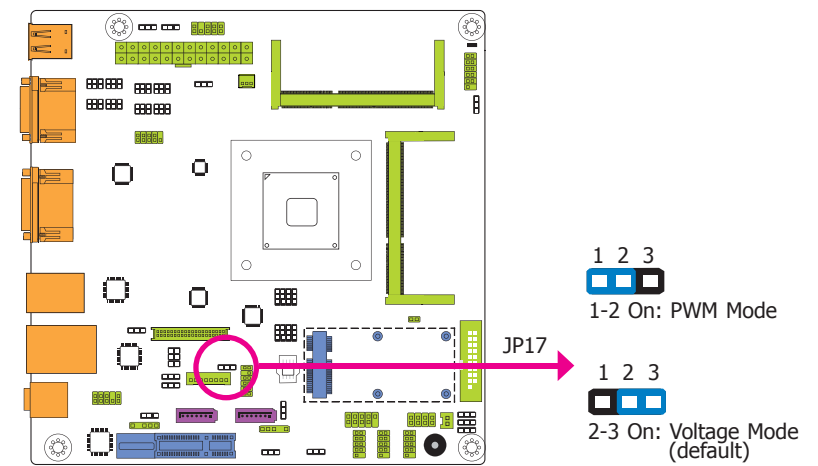 JP17
1 2 3
1-2 On: PWM Mode
1 2 3
2-3 On: Voltage Mode
(default)